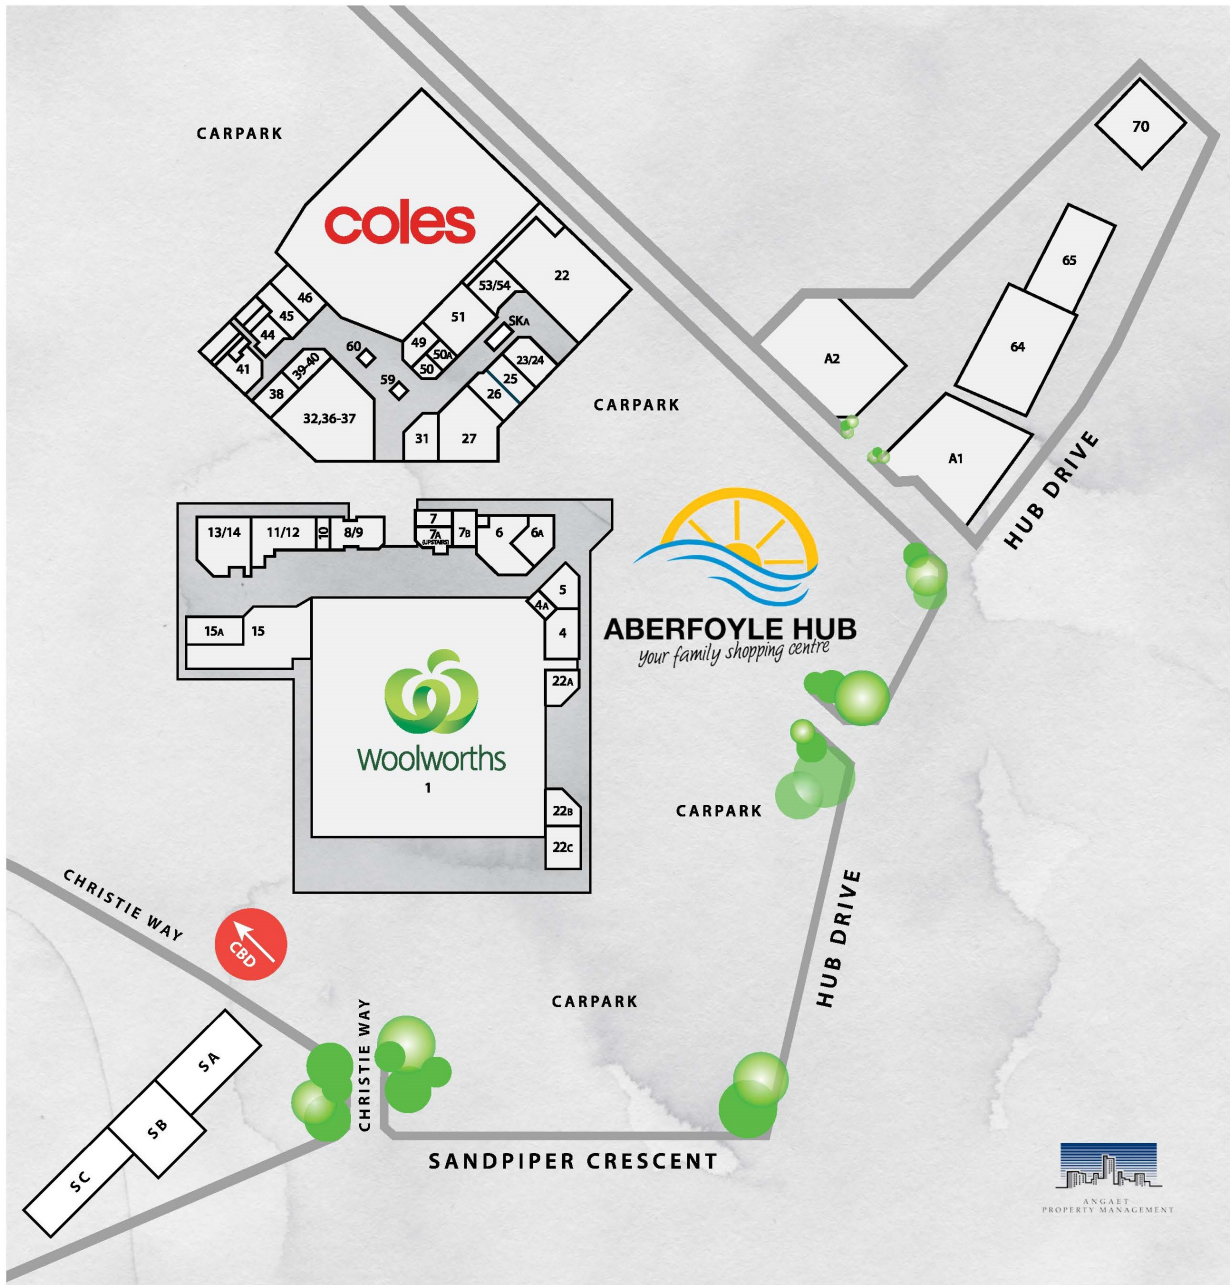 CARPARK
70
coles
22
65
53/54
46
45
51
SKA
44
49
50A
50
60
41
39-40
38
59
23/24
25
26
64
A2
CARPARK
32,36-37
31
27
A1
HUB DRIVE
13/14
11/12
10
8/9
7
7A
(UPSTAIRS)
7B
6
6A
5
4A
4
15A
15
ABERFOYLE HUB
your family shopping centre
22A
Woolworths
1
22B
22C
CARPARK
CHRISTIE WAY
CBD
HUB DRIVE
CARPARK
CHRISTIE WAY
SA
SB
SC
SANDPIPER CRESCENT
ANGAET
PROPERTY MANAGEMENT